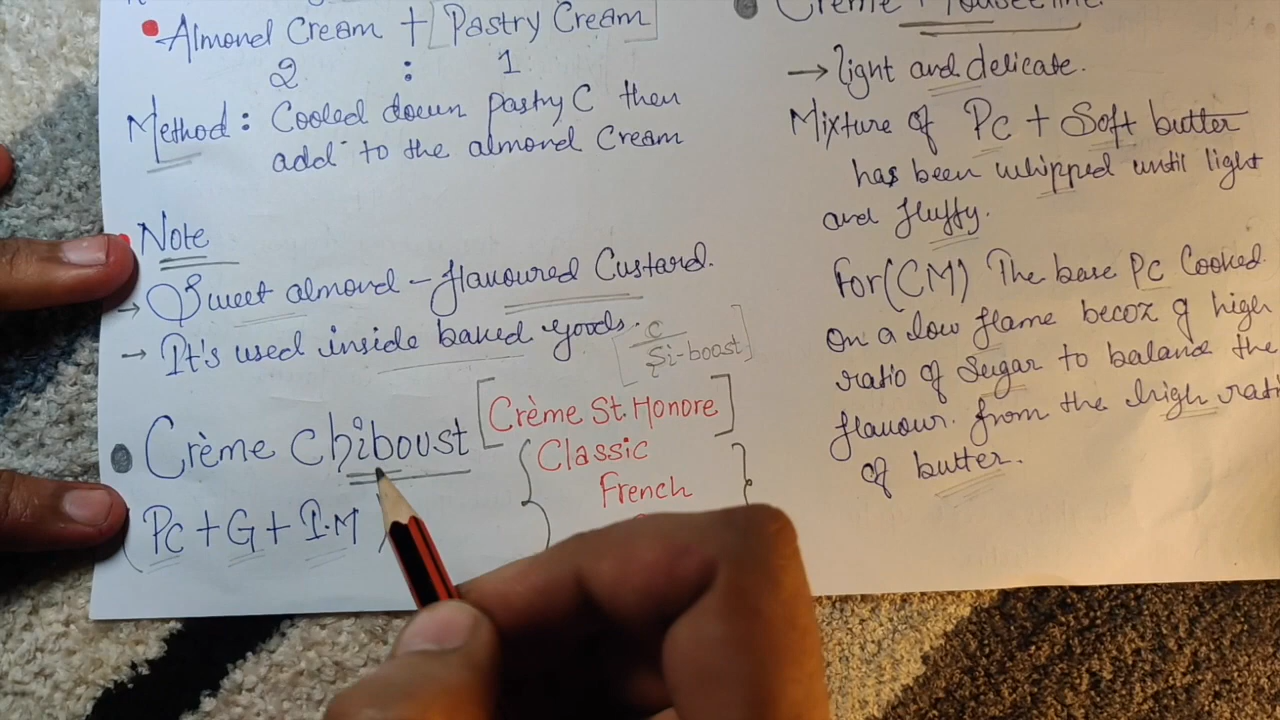 Almond Cream + [Pastry Cream]
2 : 1
Method: Cooled down pastry C then
add to the almond Cream
Note
→ Sweet almond-flavoured Custard.
→ It's used inside baked goods.
[C
Si-boost]
Crème Chiboust [Crème St. Honore]
{Classic
French
(PC + G + I.M)
→ light and delicate.
Mixture of PC + Soft butter
has been whipped until light
and fluffy.
For (CM) The base PC Cooked
on a low flame becoz of high
ratio of Sugar to balance the
flavour. from the high rati
of butter.